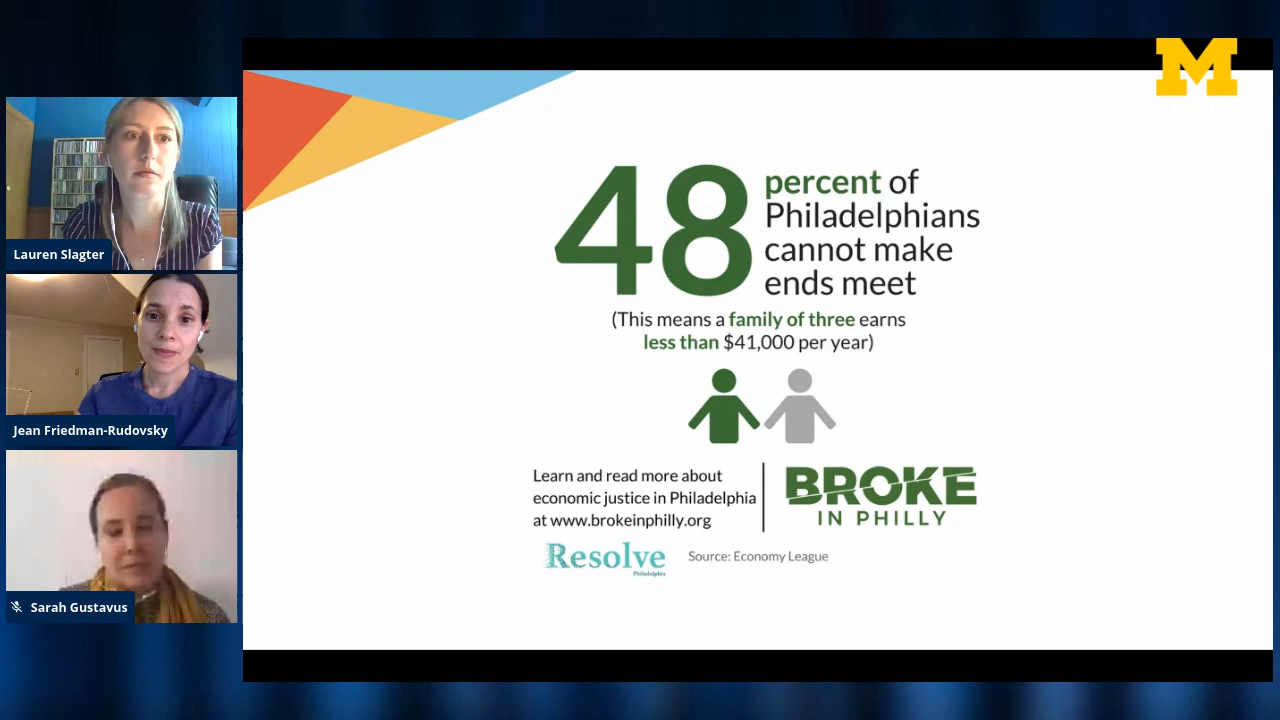 M
Lauren Slagter
Jean Friedman-Rudovsky
Sarah Gustavus
48
percent of
Philadelphians
cannot make
ends meet
(This means a family of three earns
less than $41,000 per year)
Learn and read more about
economic justice in Philadelphia
at www.brokeinphilly.org
BROKE
IN PHILLY
Resolve
Philadelphia
Source: Economy League